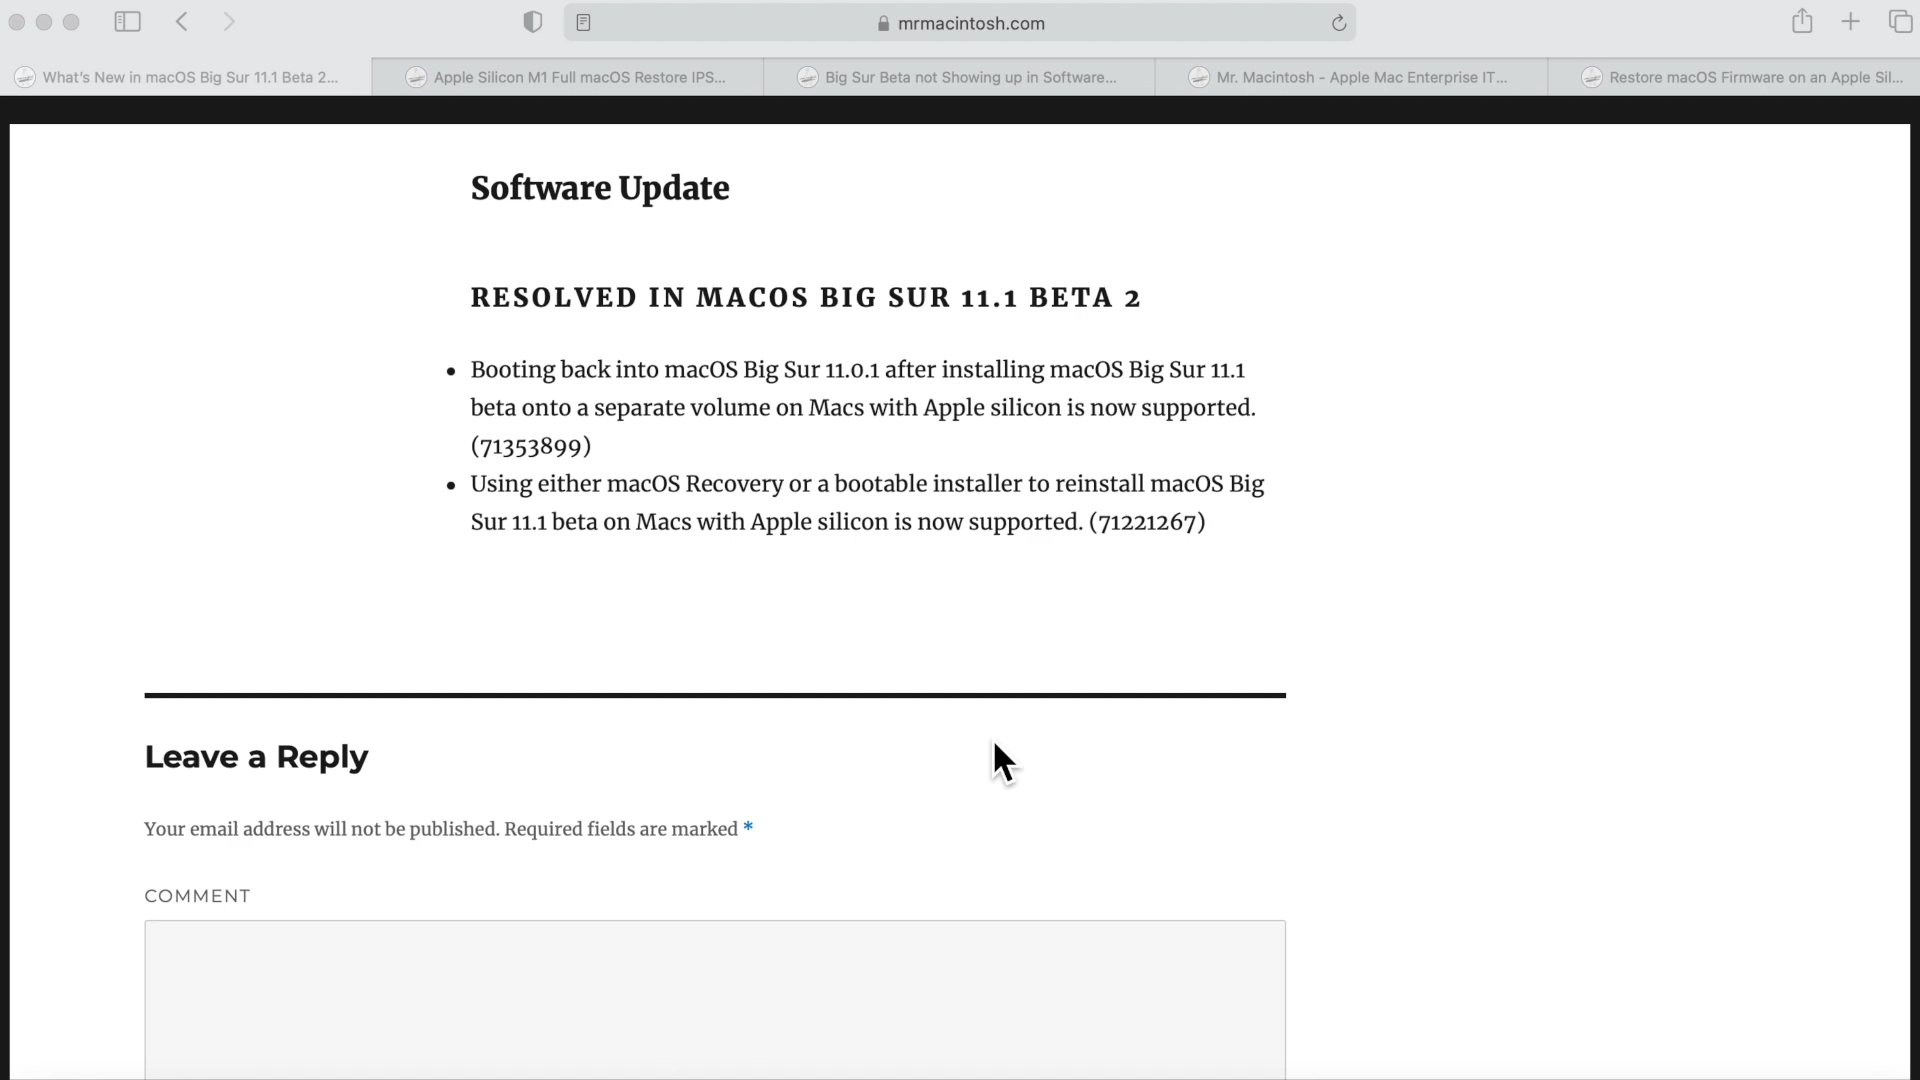 mrmacintosh.com
What's New in macOS Big Sur 11.1 Beta 2...
Apple Silicon M1 Full macOS Restore IPS...
Big Sur Beta not Showing up in Software...
Mr. Macintosh - Apple Mac Enterprise IT...
Restore macOS Firmware on an Apple Sil...
Software Update
RESOLVED IN MACOS BIG SUR 11.1 BETA 2
• Booting back into macOS Big Sur 11.0.1 after installing macOS Big Sur 11.1
beta onto a separate volume on Macs with Apple silicon is now supported.
(71353899)
• Using either macOS Recovery or a bootable installer to reinstall macOS Big
Sur 11.1 beta on Macs with Apple silicon is now supported. (71221267)
Leave a Reply
Your email address will not be published. Required fields are marked *
COMMENT